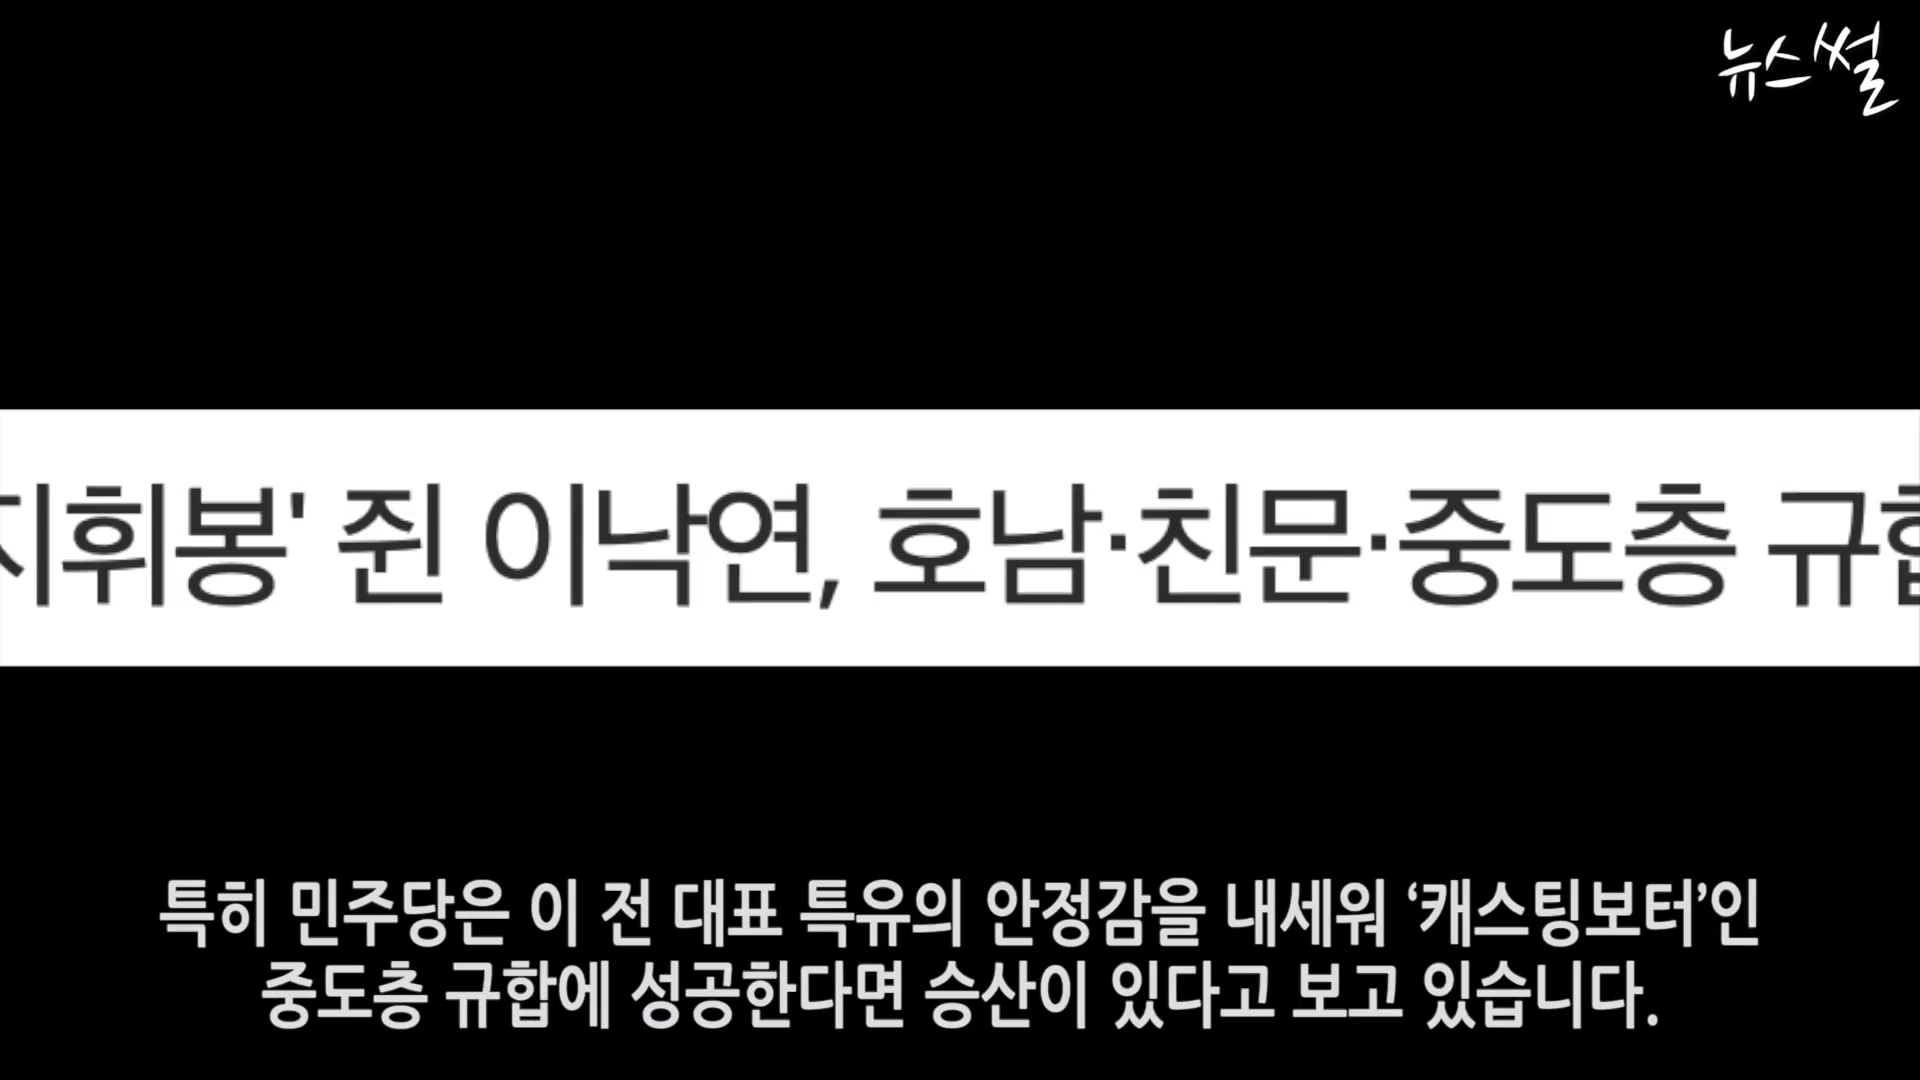 뉴스썰
지휘봉' 쥔 이낙연, 호남·친문·중도층 규합
특히 민주당은 이 전 대표 특유의 안정감을 내세워 ‘캐스팅보터’인
중도층 규합에 성공한다면 승산이 있다고 보고 있습니다.